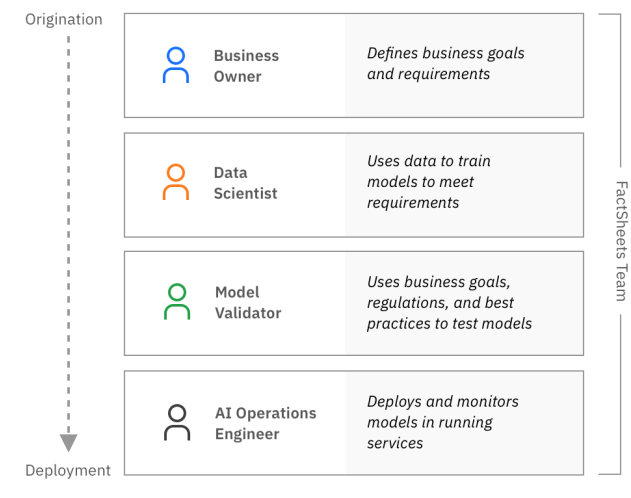 Origination
Business
Owner
Defines business goals
and requirements
Data
Scientist
Uses data to train
models to meet
requirements
Model
Validator
Uses business goals,
regulations, and best
practices to test models
AI Operations
Engineer
Deploys and monitors
models in running
services
Deployment
FactSheets Team